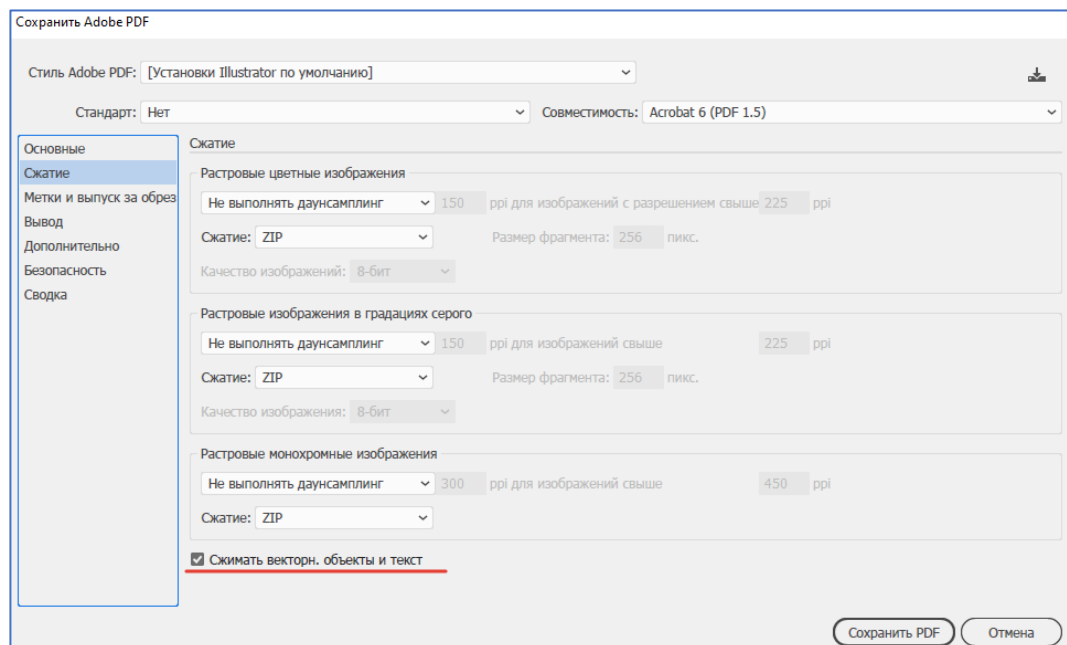 Сохранить Adobe PDF
Стиль Adobe PDF: [Установки Illustrator по умолчанию]
Стандарт: Нет Совместимость: Acrobat 6 (PDF 1.5)
Основные
Сжатие
Метки и выпуск за обрез
Вывод
Дополнительно
Безопасность
Сводка
Сжатие
Растровые цветные изображения
Не выполнять даунсамплинг 150 ppi для изображений с разрешением свыше 225 ppi
Сжатие: ZIP Размер фрагмента: 256 пикс.
Качество изображений: 8-бит
Растровые изображения в градациях серого
Не выполнять даунсамплинг 150 ppi для изображений свыше 225 ppi
Сжатие: ZIP Размер фрагмента: 256 пикс.
Качество изображения: 8-бит
Растровые монохромные изображения
Не выполнять даунсамплинг 300 ppi для изображений свыше 450 ppi
Сжатие: ZIP
Сжимать векторн. объекты и текст
Сохранить PDF Отмена